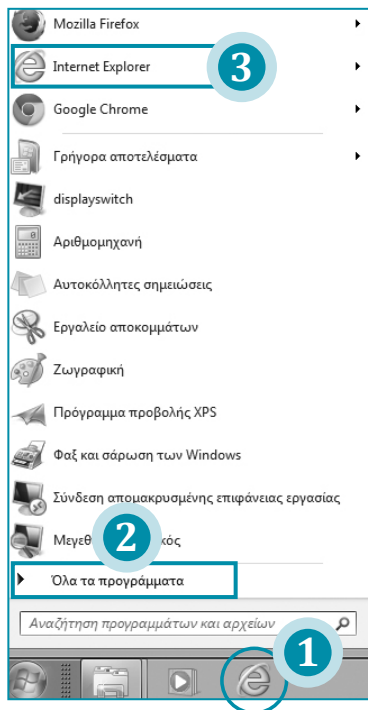 Mozilla Firefox
Internet Explorer
3
Google Chrome
Γρήγορα αποτελέσματα
displayswitch
Αριθμομηχανή
Αυτοκόλλητες σημειώσεις
Εργαλείο αποκομμάτων
Ζωγραφική
Πρόγραμμα προβολής XPS
Φαξ και σάρωση των Windows
Σύνδεση απομακρυσμένης επιφάνειας εργασίας
2
Όλα τα προγράμματα
Αναζήτηση προγραμμάτων και αρχείων
1